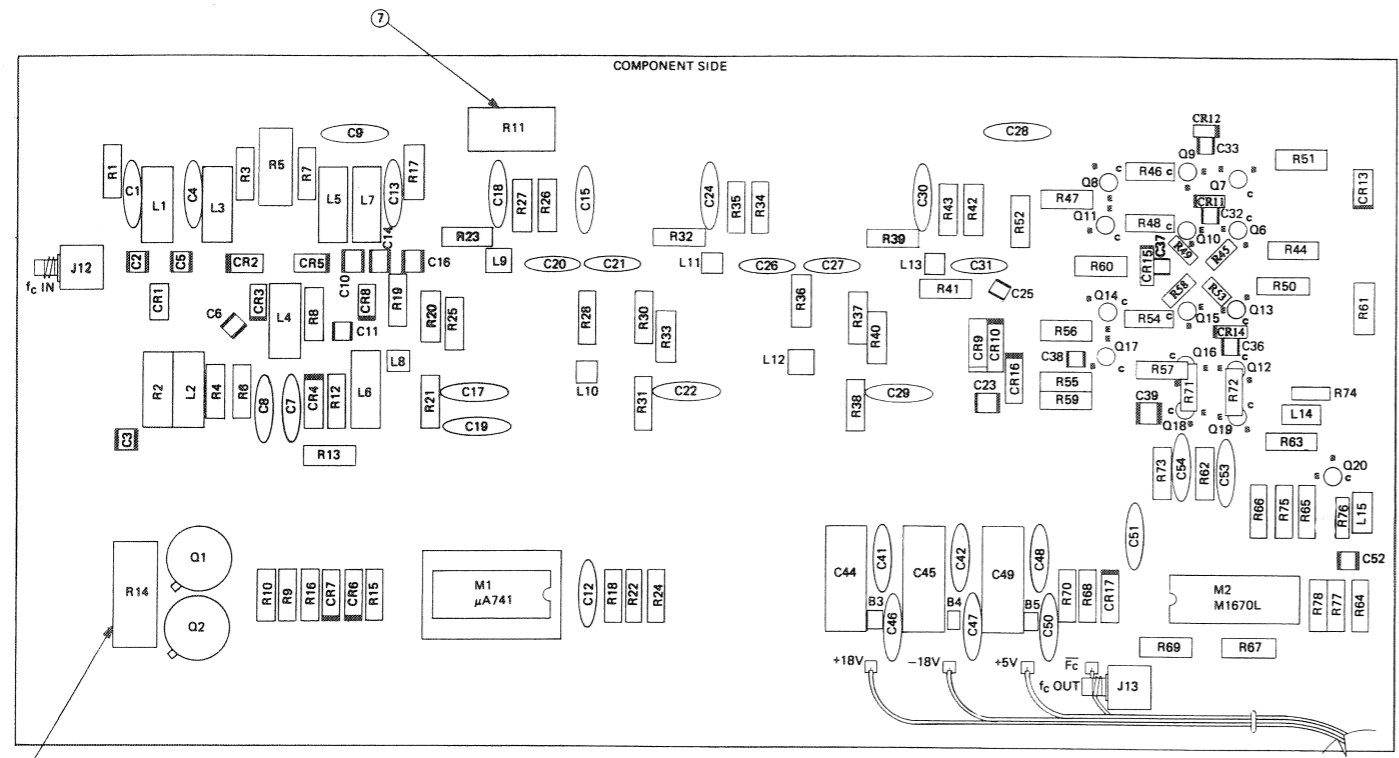 7
COMPONENT SIDE
R11
C9
C28
CR12
C33
R1
C1
L1
C4
L3
R3
R5
R7
L5
L7
C13
R17
C18
R27
R26
C15
C24
R35
R34
C30
R43
R42
R52
s
Q8
E
c
R47
R46
c
Q9
s
E
Q7
c
s
E
R51
CR13
CR11
C32
Q11
E
c
s
R48
c
Q10
E
s
Q6
c
E
s
C14
R23
R32
R39
R49
R45
R44
J12
fc IN
C2
C5
CR2
CR5
C10
C16
L9
C20
C21
L11
C26
C27
L13
C31
R60
CR15
C37
CR1
C6
CR3
L4
R8
C11
CR8
R19
R20
R25
R28
R30
R33
R36
R37
R40
R41
C25
R58
R53
R50
R61
Q14
s
c
E
R54
c
Q15
E
s
Q13
E
s
c
CR14
C36
R56
Q17
E
c
s
C38
R57
Q16
s
c
E
Q12
s
c
E
R2
L2
R4
R6
C8
C7
CR4
R12
L6
L8
R21
C17
C19
L10
R31
C22
L12
R38
C29
CR9
CR10
CR16
C23
R55
R59
C39
R71
R72
R74
L14
Q18
c
E
s
Q19
E
c
s
R63
C3
R13
R73
C54
R62
C53
s
Q20
E
c
R66
R75
R65
R76
L15
C52
R14
Q1
Q2
R10
R9
R16
CR7
CR6
R15
M1
μA741
C12
R18
R22
R24
C44
C41
C45
C42
C49
C48
C51
B3
C46
B4
C47
B5
C50
R70
R68
CR17
M2
M1670L
R78
R77
R64
R69
R67
+18V
−18V
+5V
Fc
fc OUT
J13